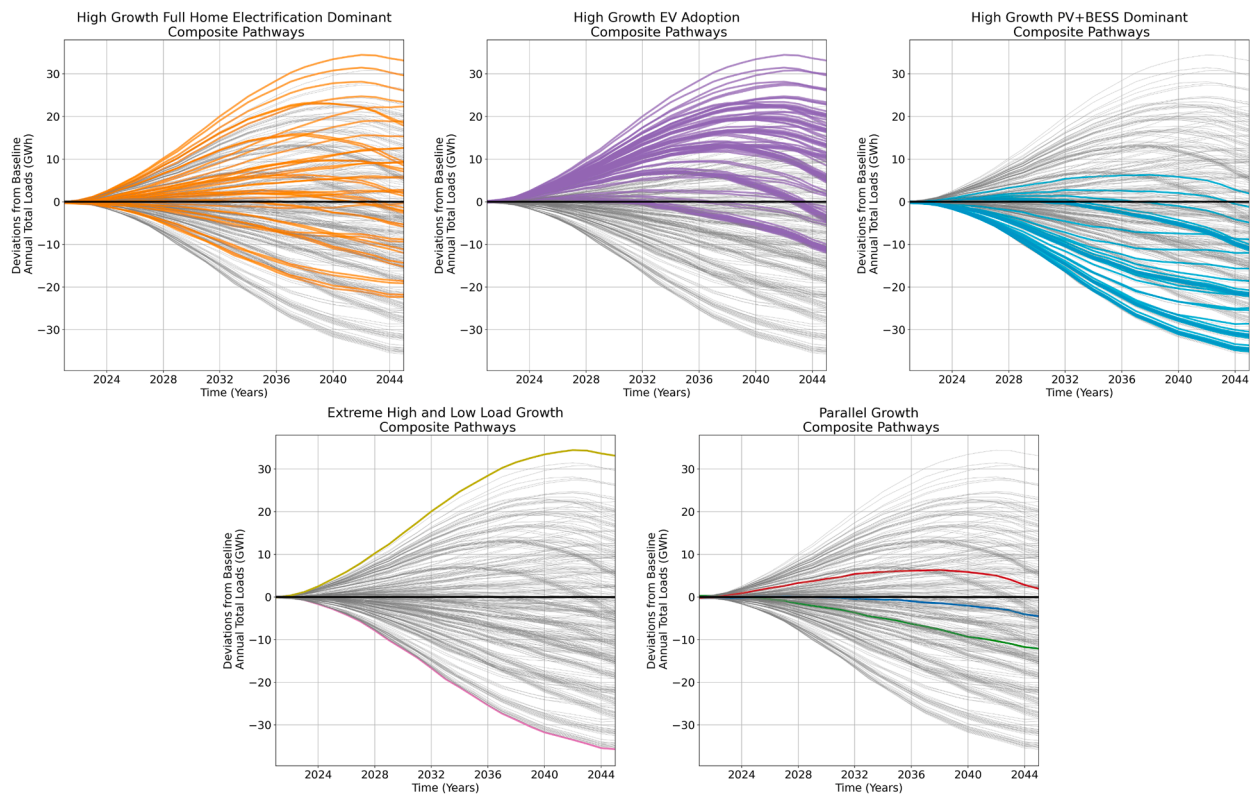 High Growth Full Home Electrification Dominant
Composite Pathways
Deviations from Baseline
Annual Total Loads (GWh)
30
20
10
0
−10
−20
−30
2024 2028 2032 2036 2040 2044
Time (Years)
High Growth EV Adoption
Composite Pathways
Deviations from Baseline
Annual Total Loads (GWh)
30
20
10
0
−10
−20
−30
2024 2028 2032 2036 2040 2044
Time (Years)
High Growth PV+BESS Dominant
Composite Pathways
Deviations from Baseline
Annual Total Loads (GWh)
30
20
10
0
−10
−20
−30
2024 2028 2032 2036 2040 2044
Time (Years)
Extreme High and Low Load Growth
Composite Pathways
Deviations from Baseline
Annual Total Loads (GWh)
30
20
10
0
−10
−20
−30
2024 2028 2032 2036 2040 2044
Time (Years)
Parallel Growth
Composite Pathways
Deviations from Baseline
Annual Total Loads (GWh)
30
20
10
0
−10
−20
−30
2024 2028 2032 2036 2040 2044
Time (Years)